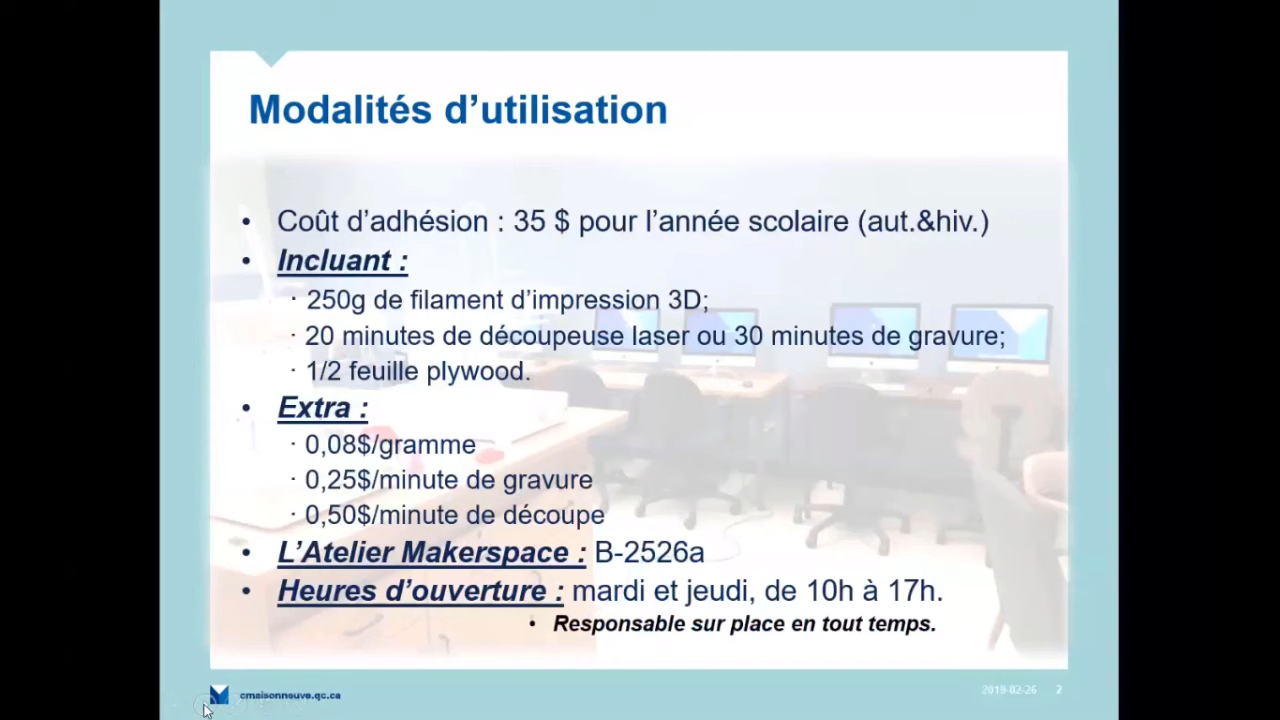 Modalités d’utilisation
• Coût d’adhésion : 35 $ pour l’année scolaire (aut.&hiv.)
• Incluant :
· 250g de filament d’impression 3D;
· 20 minutes de découpeuse laser ou 30 minutes de gravure;
· 1/2 feuille plywood.
• Extra :
· 0,08$/gramme
· 0,25$/minute de gravure
· 0,50$/minute de découpe
• L’Atelier Makerspace : B-2526a
• Heures d’ouverture : mardi et jeudi, de 10h à 17h.
• Responsable sur place en tout temps.
cmaisonneuve.qc.ca
2019-02-26 2